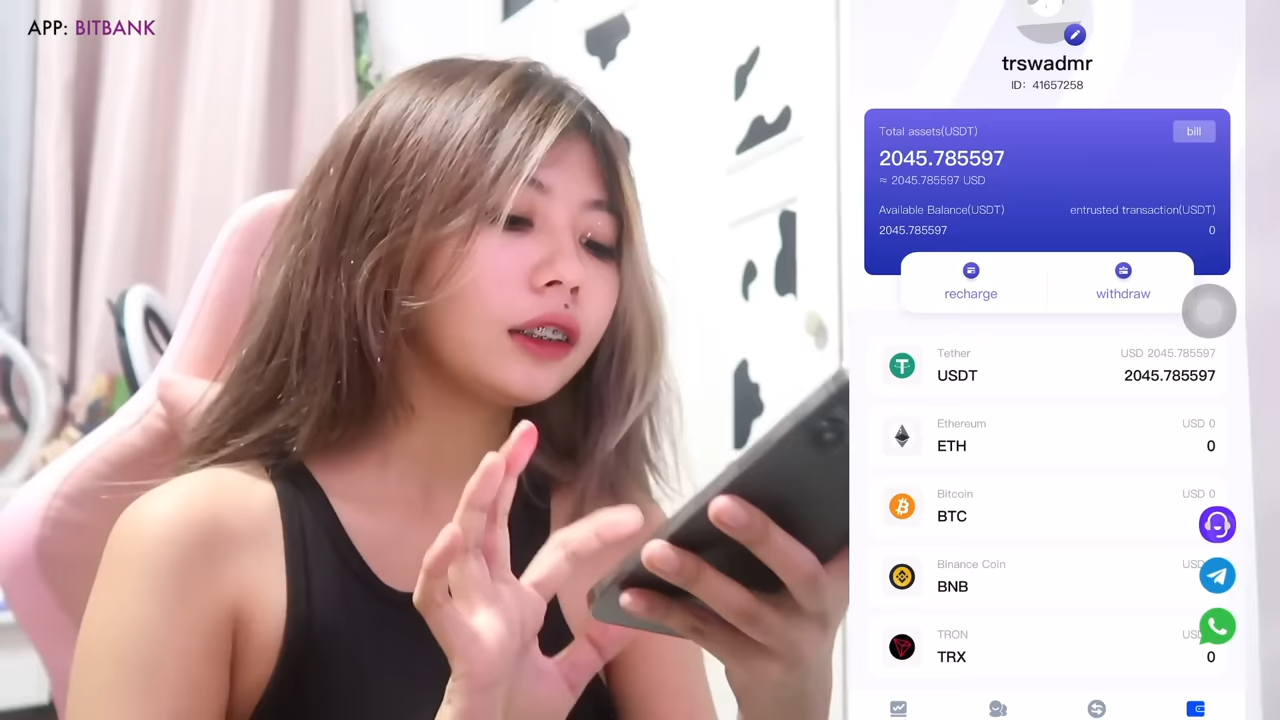 APP: BITBANK
trswadmr
ID: 41657258
Total assets(USDT)
bill
2045.785597
≈ 2045.785597 USD
Available Balance(USDT)
entrusted transaction(USDT)
2045.785597
0
recharge
withdraw
Tether
USD 2045.785597
USDT
2045.785597
Ethereum
USD 0
ETH
0
Bitcoin
USD 0
BTC
Binance Coin
BNB
TRON
TRX
0